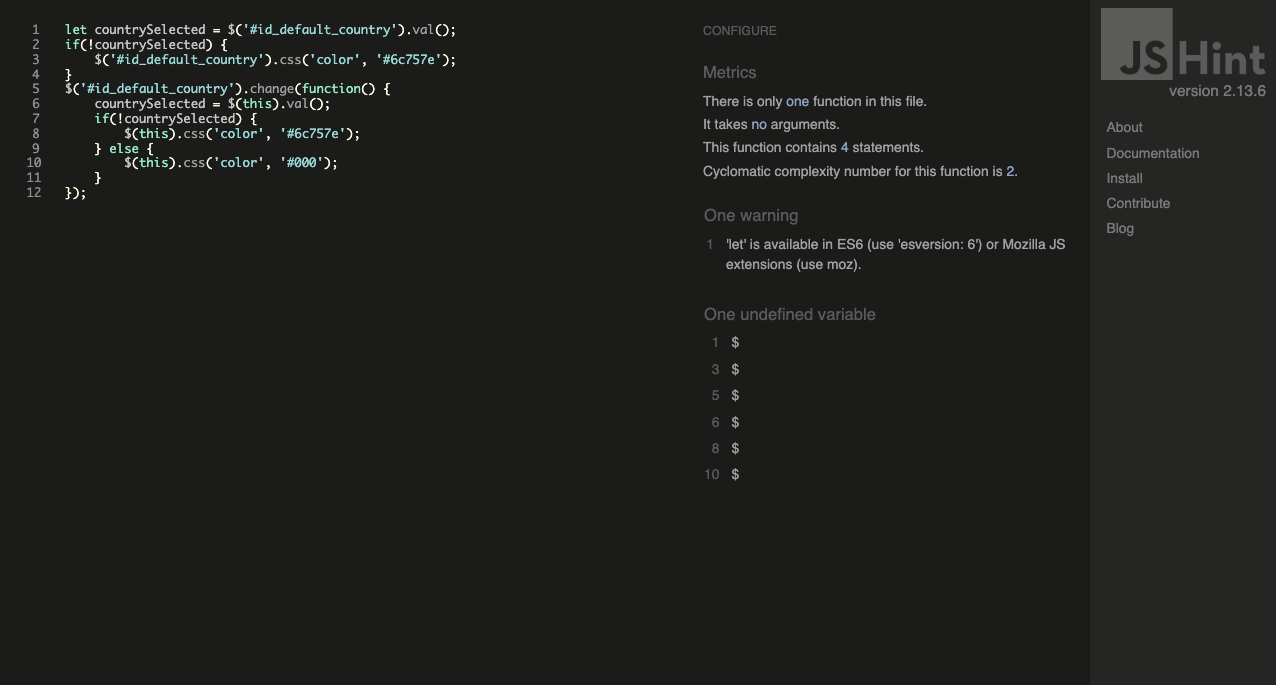 1 let countrySelected = $('#id_default_country').val();
2 if(!countrySelected) {
3     $('#id_default_country').css('color', '#6c757e');
4 }
5 $('#id_default_country').change(function() {
6     countrySelected = $(this).val();
7     if(!countrySelected) {
8         $(this).css('color', '#6c757e');
9     } else {
10         $(this).css('color', '#000');
11     }
12 });
CONFIGURE
Metrics
There is only one function in this file.
It takes no arguments.
This function contains 4 statements.
Cyclomatic complexity number for this function is 2.
One warning
1 'let' is available in ES6 (use 'esversion: 6') or Mozilla JS
extensions (use moz).
One undefined variable
1 $
3 $
5 $
6 $
8 $
10 $
JSHint
version 2.13.6
About
Documentation
Install
Contribute
Blog